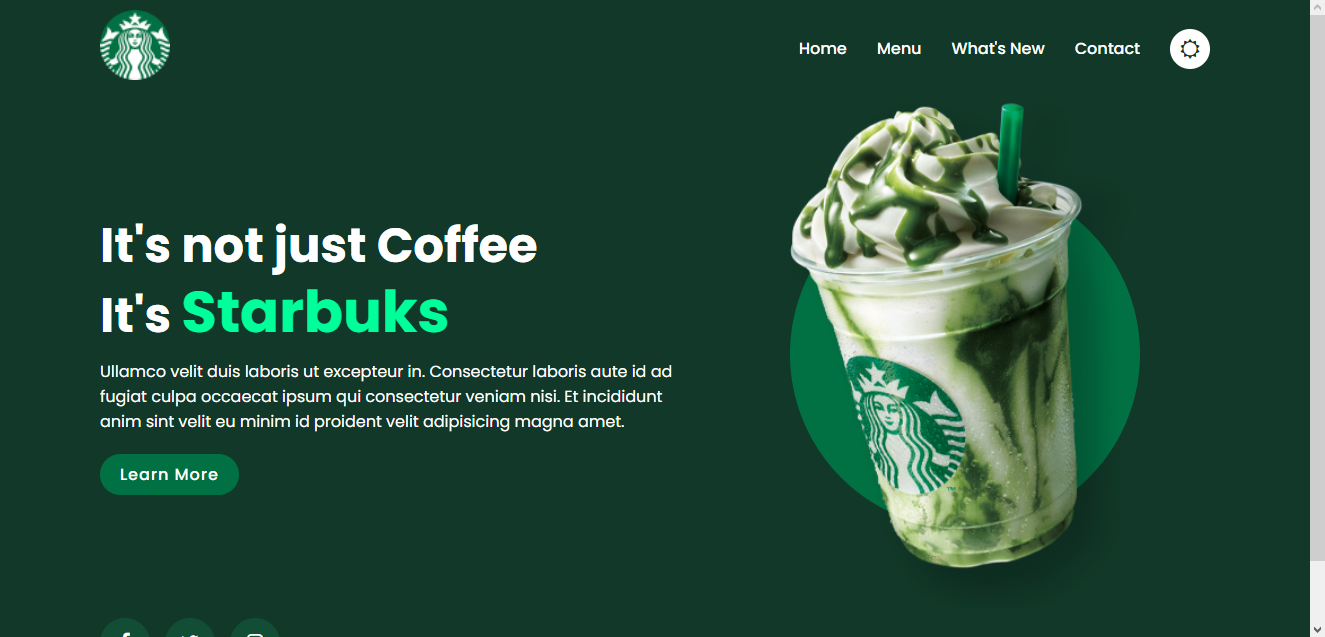 Home Menu What's New Contact
It's not just Coffee
It's Starbuks
Ullamco velit duis laboris ut excepteur in. Consectetur laboris aute id ad
fugiat culpa occaecat ipsum qui consectetur veniam nisi. Et incididunt
anim sint velit eu minim id proident velit adipisicing magna amet.
Learn More